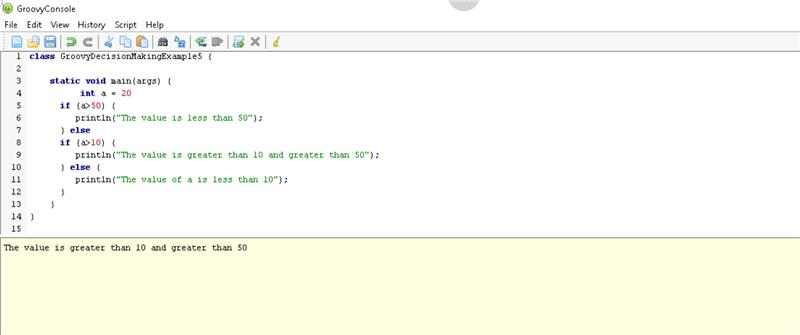 GroovyConsole
File Edit View History Script Help
1 class GroovyDecisionMakingExample5 {
2
3 static void main(args) {
4 int a = 20
5 if (a>50) {
6 println("The value is less than 50");
7 } else
8 if (a>10) {
9 println("The value is greater than 10 and greater than 50");
10 } else {
11 println("The value of a is less than 10");
12 }
13 }
14 }
15
The value is greater than 10 and greater than 50